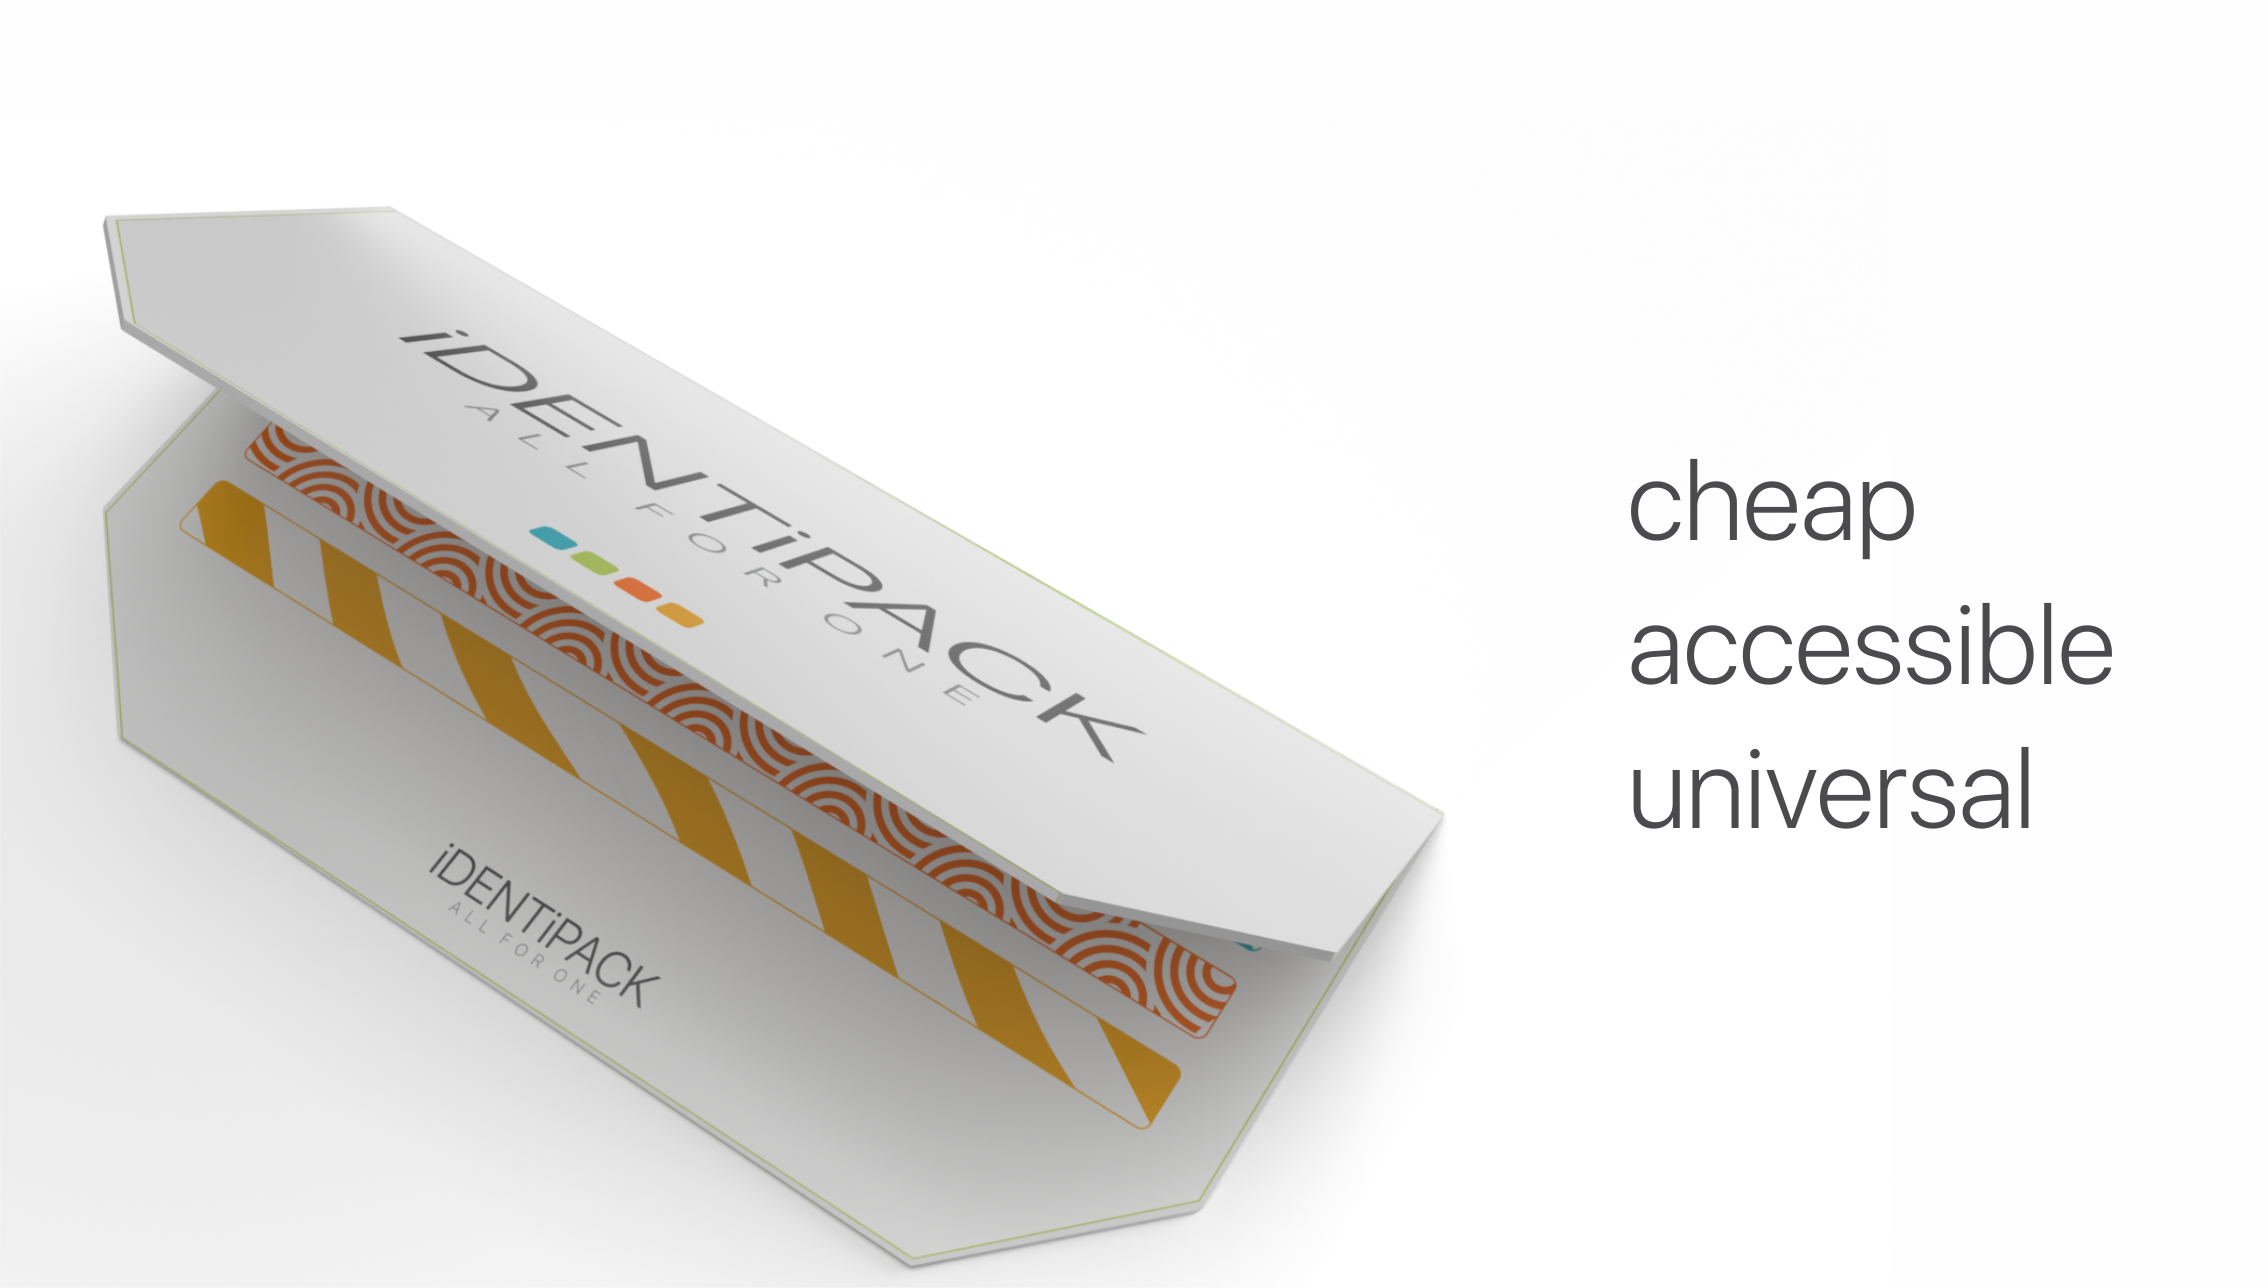 iDENTiPACK
ALL FOR ONE
iDENTiPACK
ALL FOR ONE
cheap
accessible
universal